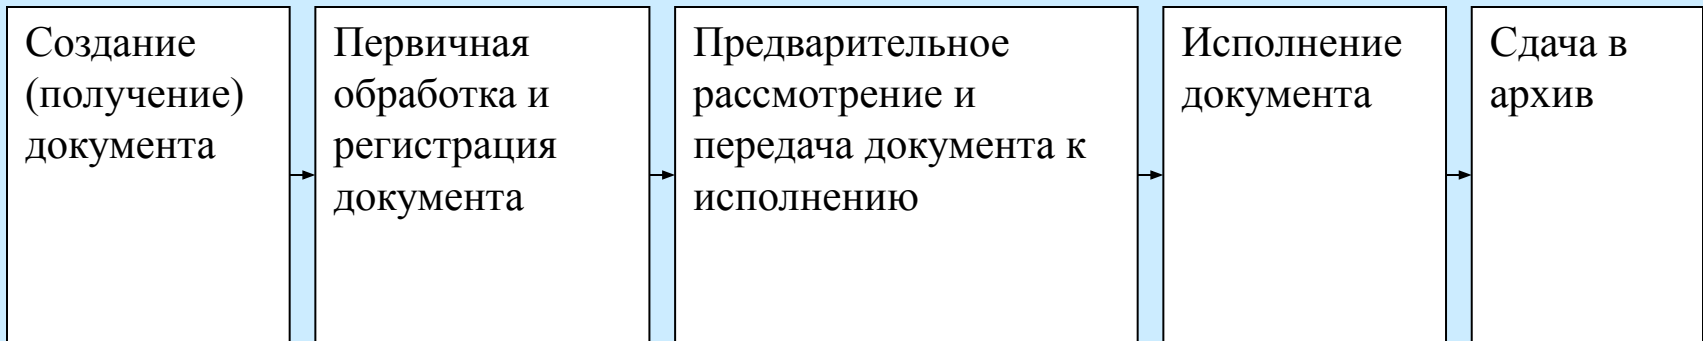 Создание
(получение)
документа
Первичная
обработка и
регистрация
документа
Предварительное
рассмотрение и
передача документа к
исполнению
Исполнение
документа
Сдача в
архив